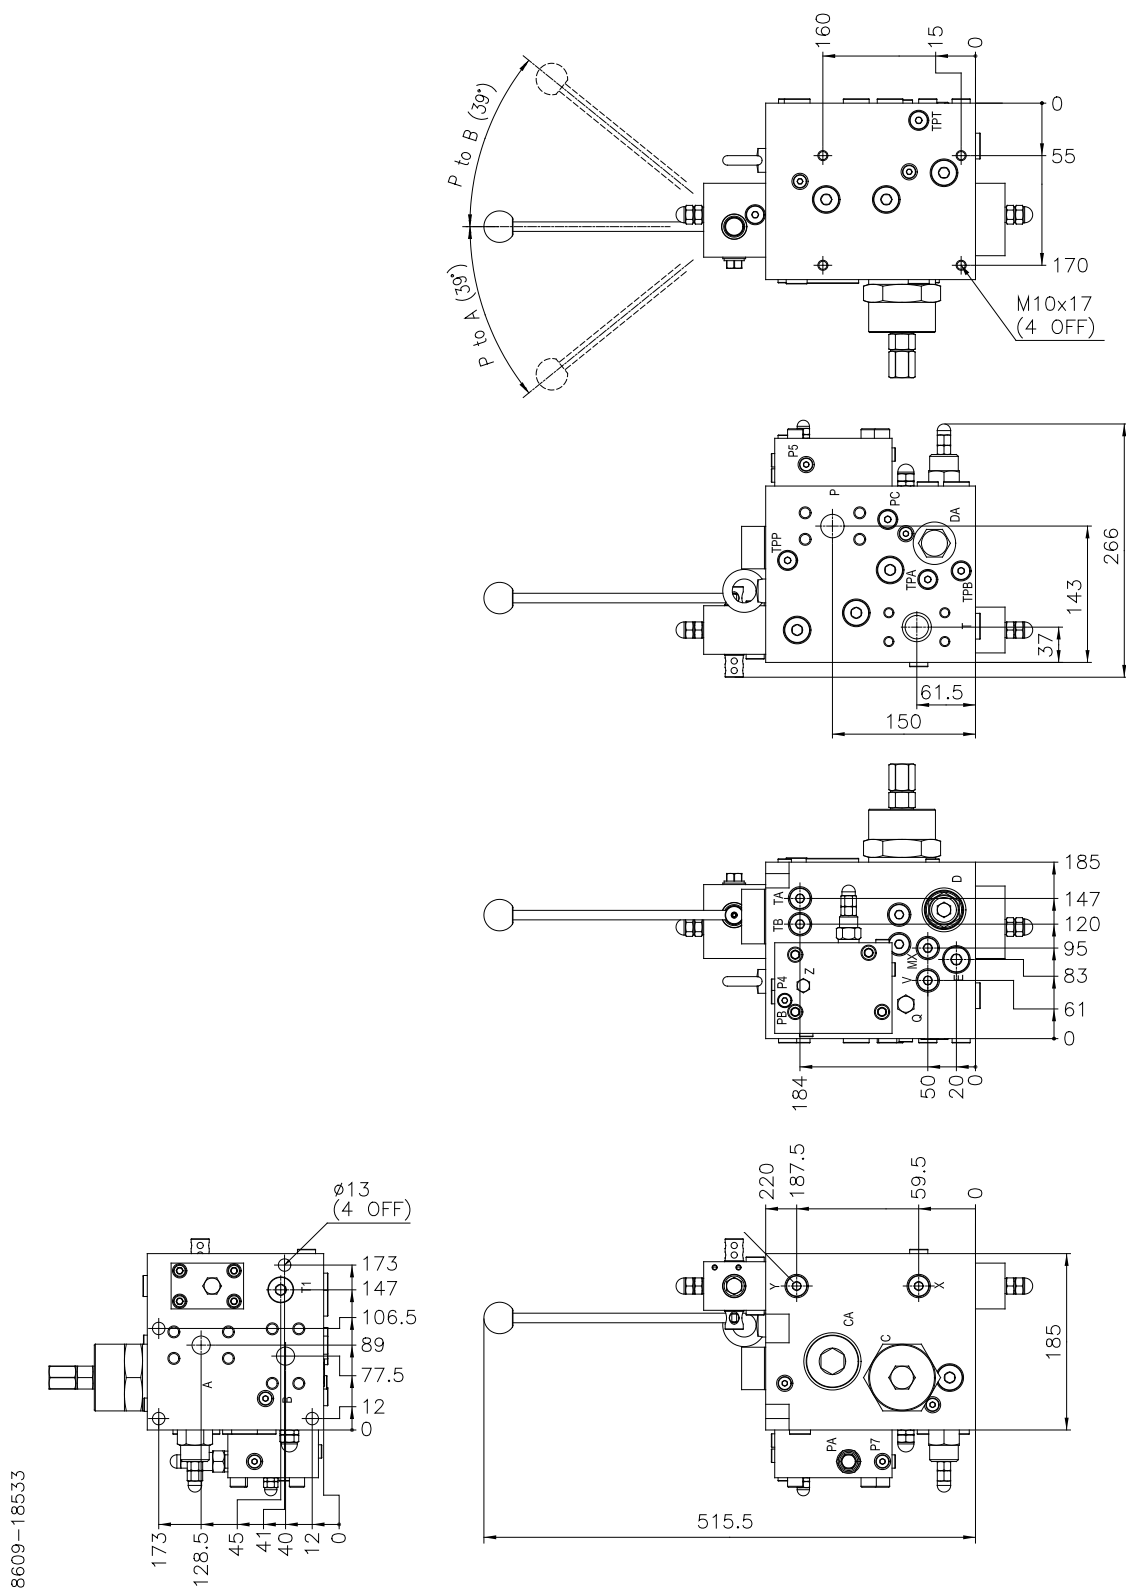 160
15
0
0
55
170
P to B (39°)
P to A (39°)
TPT
M10x17
(4 OFF)
P5
P
PC
DA
TPP
TPA
TPB
T
266
143
37
61.5
150
D
TA
TB
MX
Z
P4
PB
V
E
Q
185
147
120
95
83
61
0
184
50
20
0
ø13
(4 OFF)
T1
A
B
173
147
106.5
89
77.5
12
0
173
128.5
45
41
40
12
0
220
187.5
59.5
0
Y
X
CA
C
PA
P7
185
515.5
8609-18533